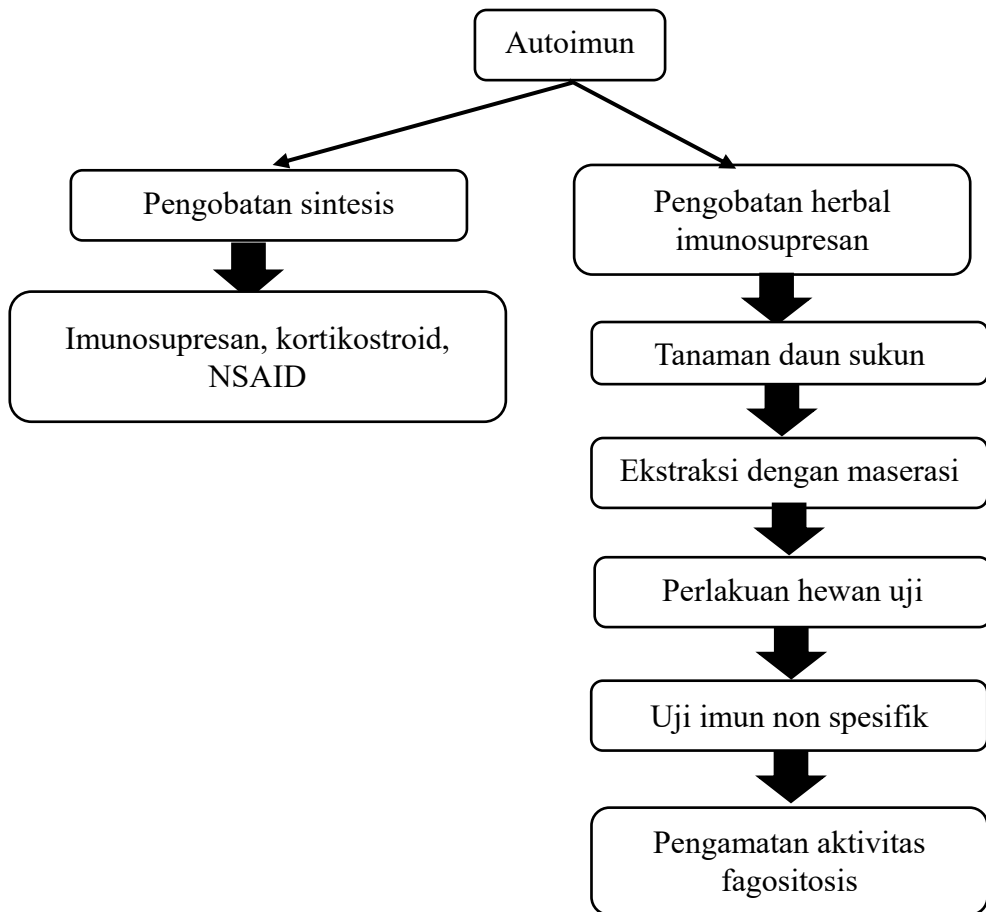 Autoimun
Pengobatan sintesis
Imunosupresan, kortikostroid,
NSAID
Pengobatan herbal
imunosupresan
Tanaman daun sukun
Ekstraksi dengan maserasi
Perlakuan hewan uji
Uji imun non spesifik
Pengamatan aktivitas
fagositosis